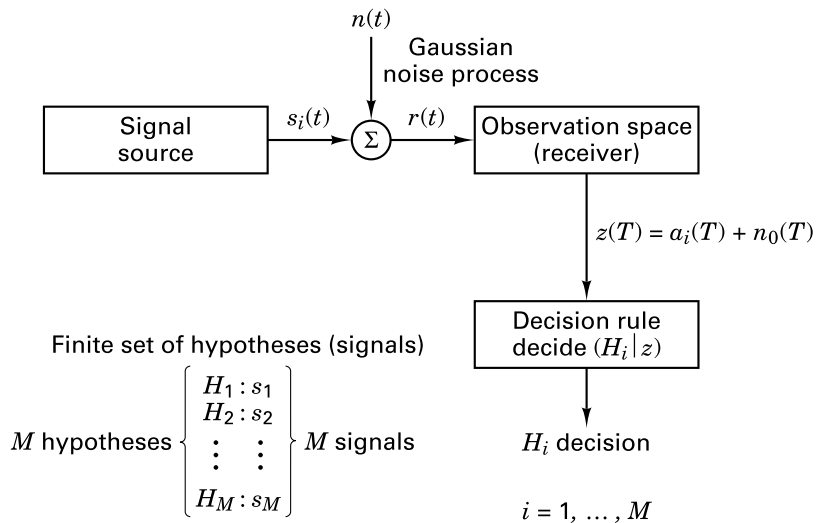 n(t)
Gaussian
noise process
Signal
source
s_i(t)
Σ
r(t)
Observation space
(receiver)
z(T) = a_i(T) + n_0(T)
Decision rule
decide (H_i|z)
Finite set of hypotheses (signals)
H_1 : s_1
H_2 : s_2
M hypotheses
⋮ ⋮
M signals
H_M : s_M
H_i decision
i = 1, … , M